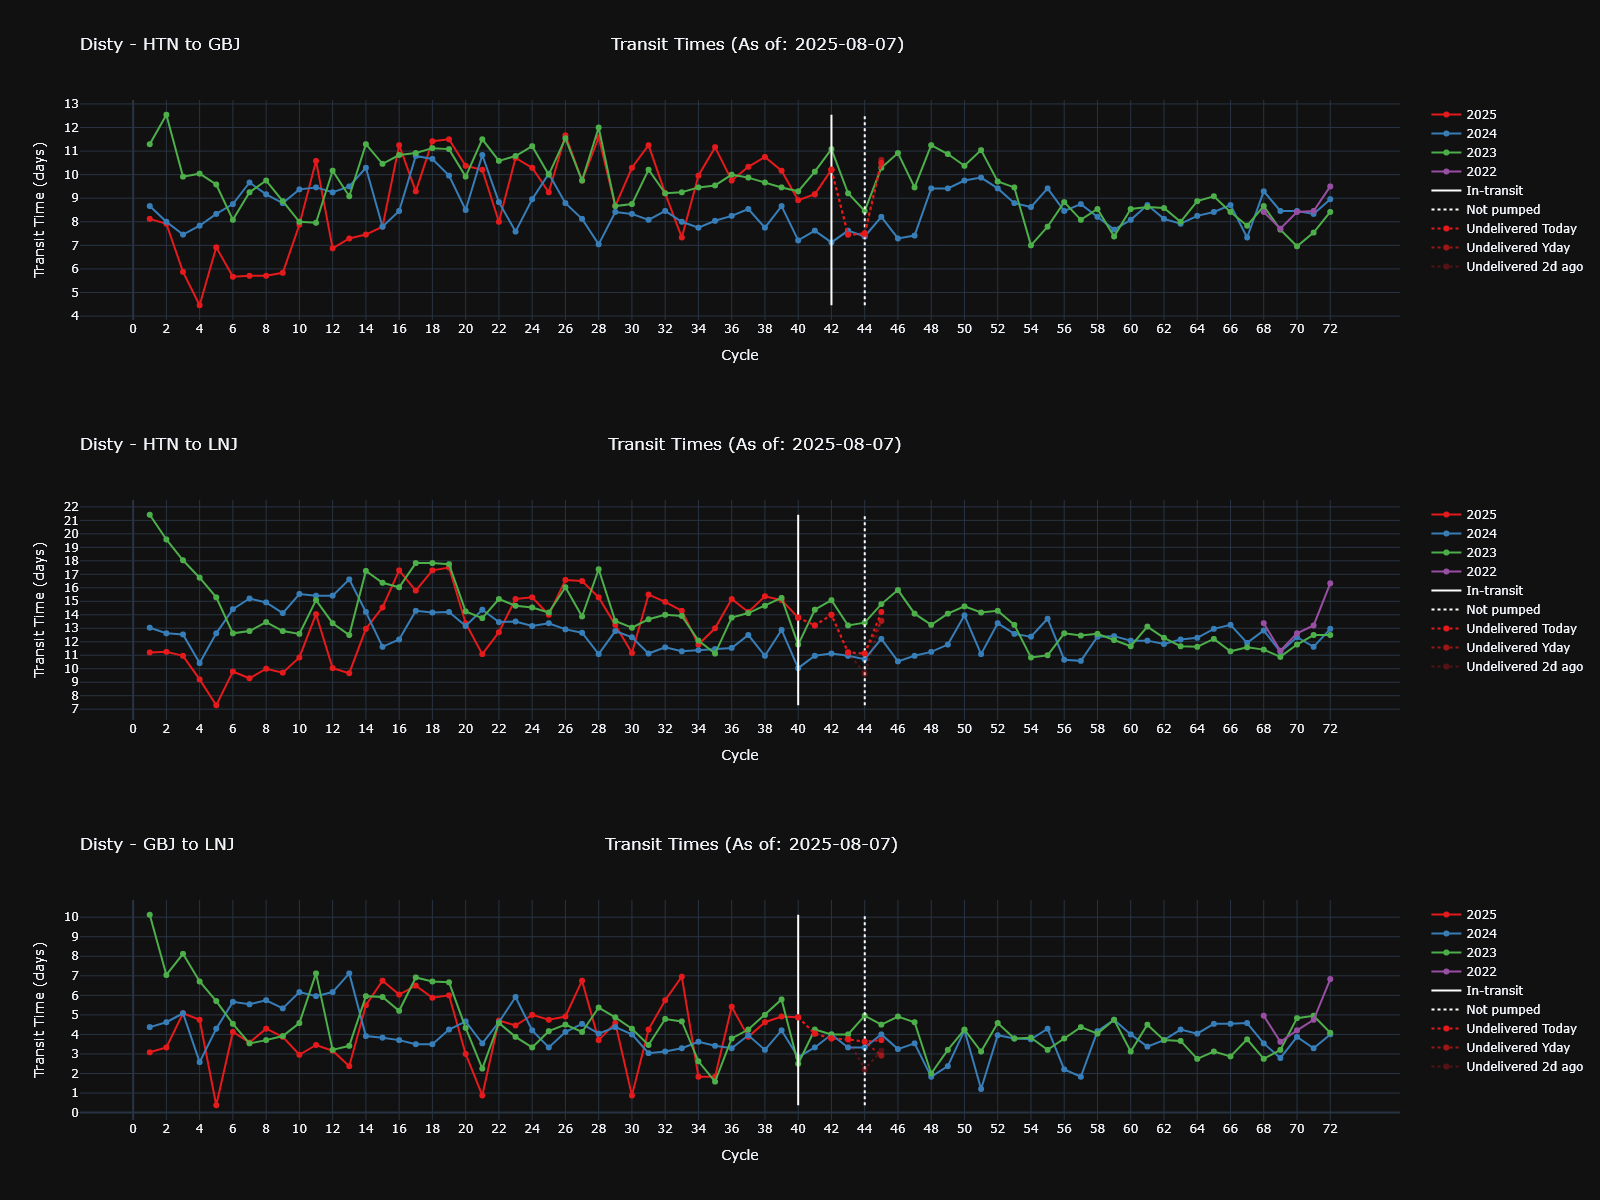 Disty - HTN to GBJ
Transit Times (As of: 2025-08-07)
Transit Time (days)
13
12
11
10
9
8
7
6
5
4
0 2 4 6 8 10 12 14 16 18 20 22 24 26 28 30 32 34 36 38 40 42 44 46 48 50 52 54 56 58 60 62 64 66 68 70 72
Cycle
2025
2024
2023
2022
In-transit
Not pumped
Undelivered Today
Undelivered Yday
Undelivered 2d ago
Disty - HTN to LNJ
Transit Times (As of: 2025-08-07)
Transit Time (days)
22
21
20
19
18
17
16
15
14
13
12
11
10
9
8
7
0 2 4 6 8 10 12 14 16 18 20 22 24 26 28 30 32 34 36 38 40 42 44 46 48 50 52 54 56 58 60 62 64 66 68 70 72
Cycle
2025
2024
2023
2022
In-transit
Not pumped
Undelivered Today
Undelivered Yday
Undelivered 2d ago
Disty - GBJ to LNJ
Transit Times (As of: 2025-08-07)
Transit Time (days)
10
9
8
7
6
5
4
3
2
1
0
0 2 4 6 8 10 12 14 16 18 20 22 24 26 28 30 32 34 36 38 40 42 44 46 48 50 52 54 56 58 60 62 64 66 68 70 72
Cycle
2025
2024
2023
2022
In-transit
Not pumped
Undelivered Today
Undelivered Yday
Undelivered 2d ago